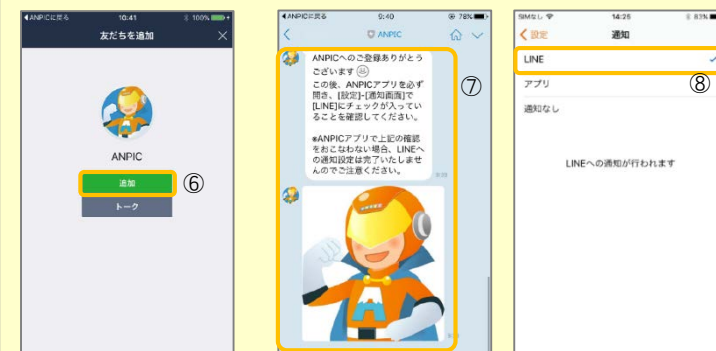 ANPICに戻る 10:41 100%
友だちを追加
ANPIC
追加
トーク
⑥
ANPICに戻る 9:40 78%
ANPIC
ANPICへのご登録ありがとう
ございます
この後、ANPICアプリを必ず
開き、[設定]-[通知画面]で
[LINE]にチェックが入ってい
ることを確認してください。
※ANPICアプリで上記の確認
をおこなわない場合、LINEへ
の通知設定は完了いたしませ
んのでご注意ください。
9:39
⑦
SIMなし 14:26 83%
設定 通知
LINE
⑧
アプリ
通知なし
LINEへの通知が行われます